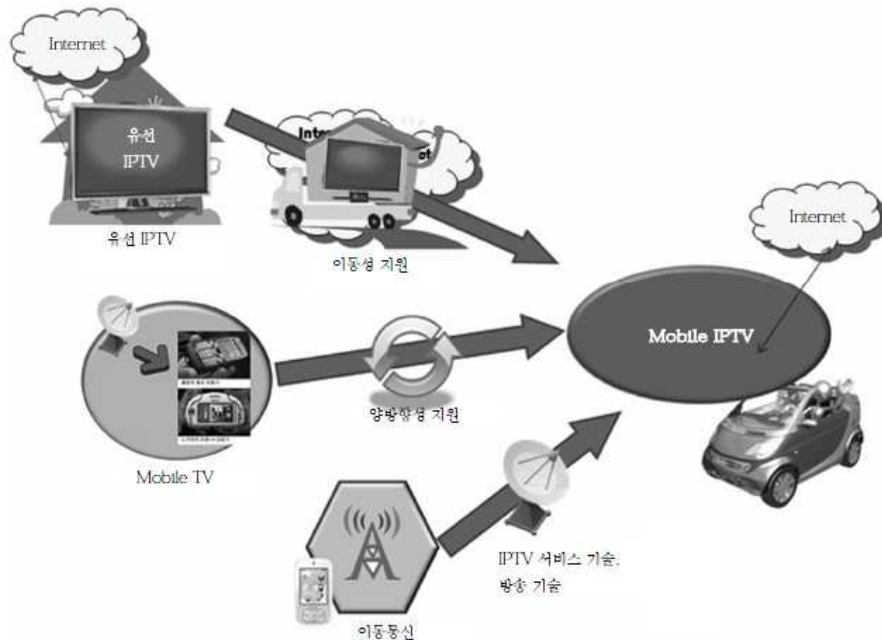 Internet
유선
IPTV
유선 IPTV
이동성 지원
Internet
Mobile IPTV
양방향성 지원
Mobile TV
IPTV 서비스 기술,
방송 기술
이동통신